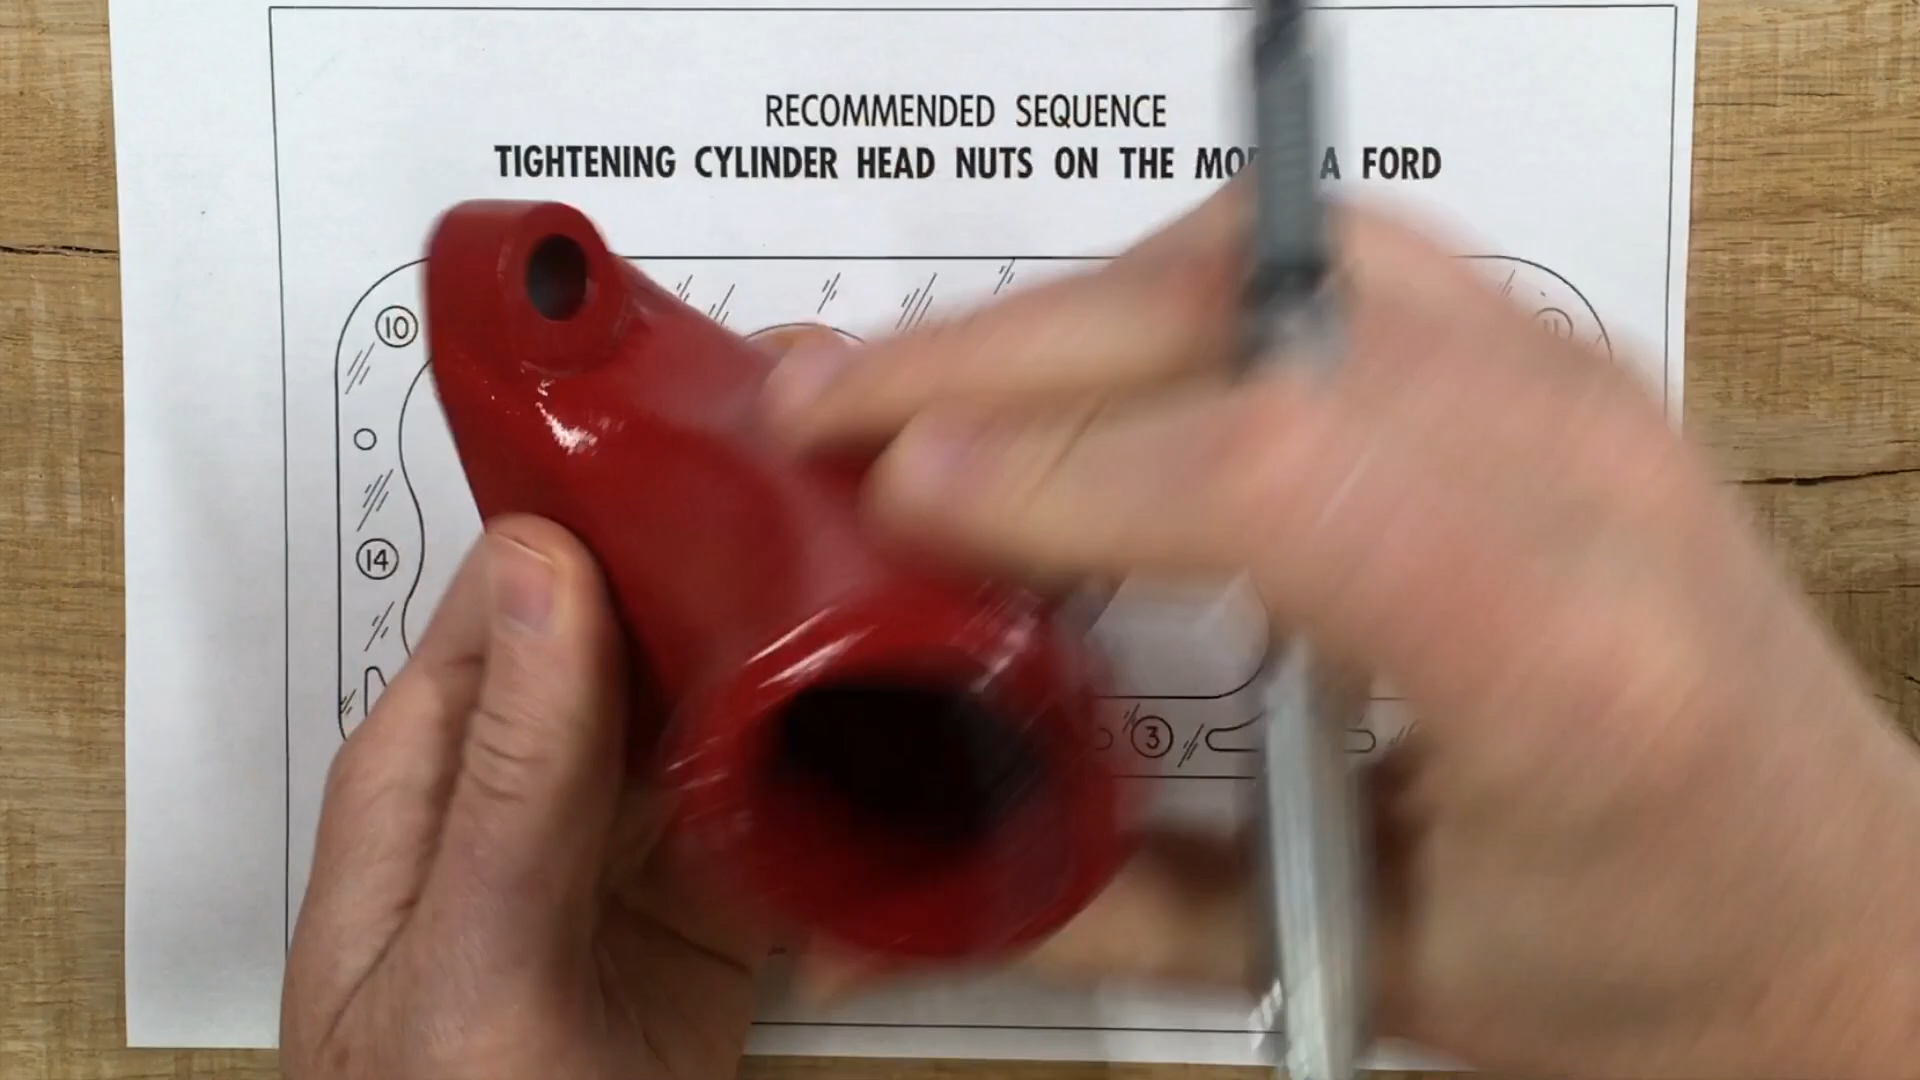 RECOMMENDED SEQUENCE
TIGHTENING CYLINDER HEAD NUTS ON THE A FORD
10
14
3